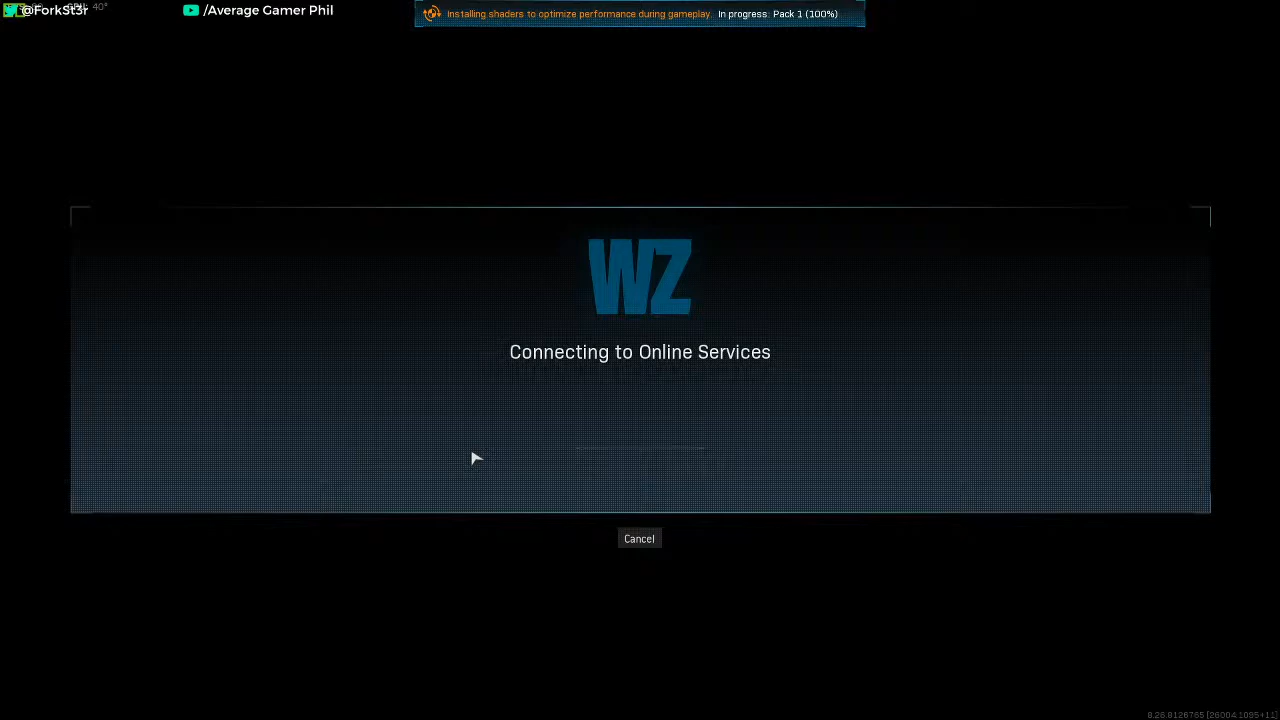 @ForkSt3r
40°
/Average Gamer Phil
Installing shaders to optimize performance during gameplay. In progress: Pack 1 (100%)
WZ
Connecting to Online Services
Cancel